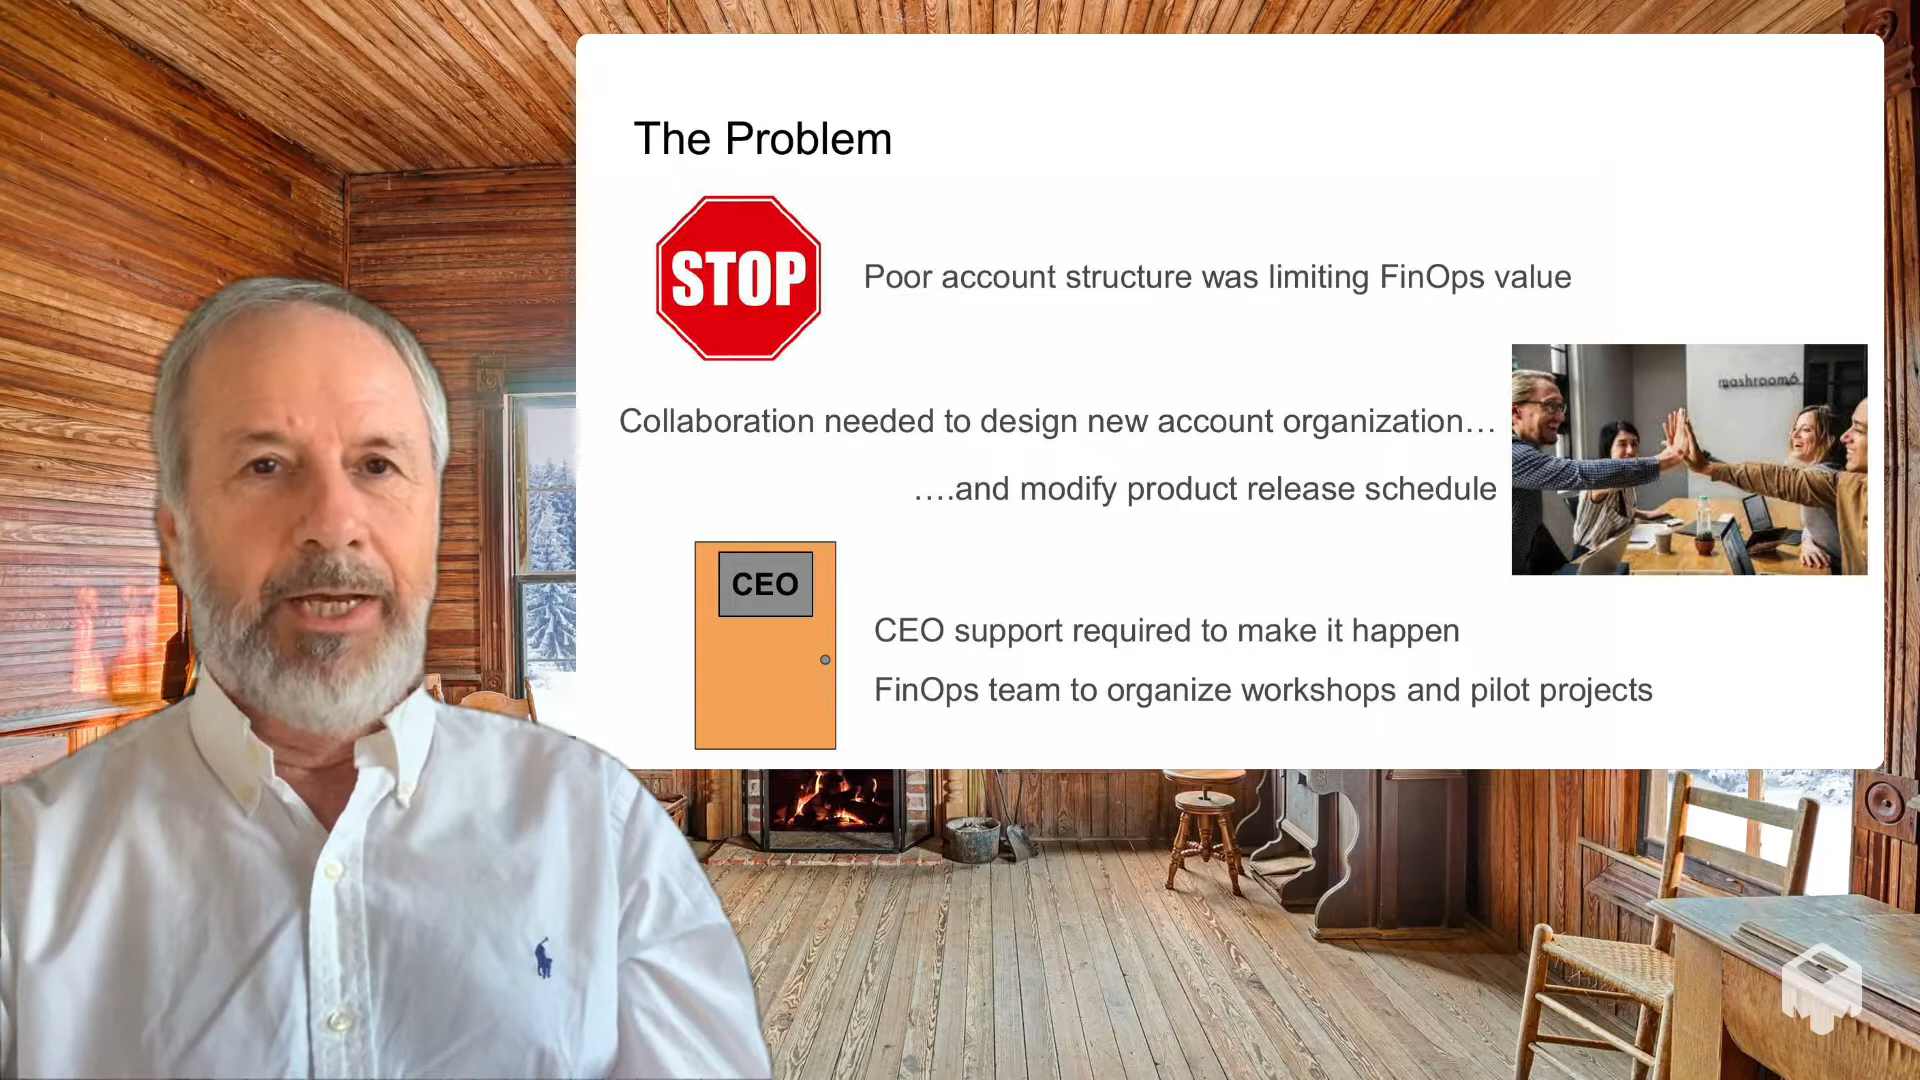 The Problem
STOP
Poor account structure was limiting FinOps value
mashroomó
Collaboration needed to design new account organization…
….and modify product release schedule
CEO
CEO support required to make it happen
FinOps team to organize workshops and pilot projects